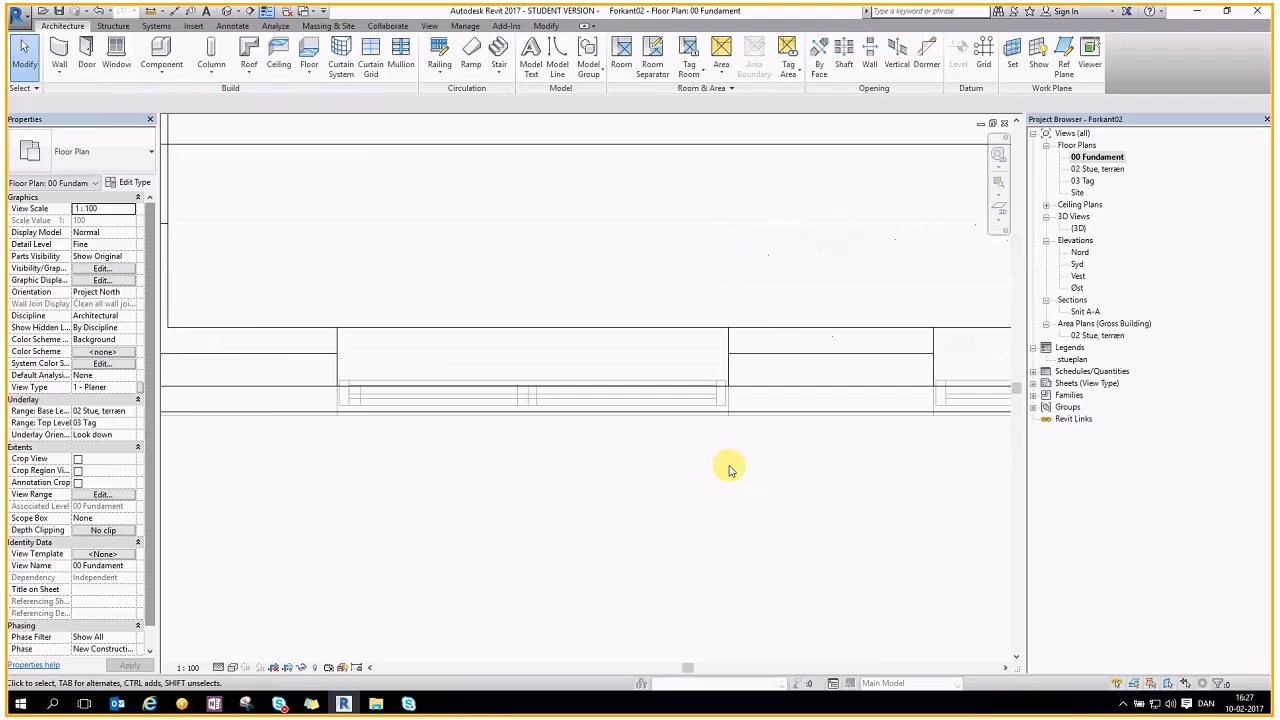 Autodesk Revit 2017 - STUDENT VERSION - Forkant02 - Floor Plan: 00 Fundament
Type a keyword or phrase
Sign In
Architecture Structure Systems Insert Annotate Analyze Massing & Site Collaborate View Manage Add-Ins Modify
Modify Wall Door Window Component Column Roof Ceiling Floor Curtain System Curtain Grid Mullion Railing Ramp Stair Model Text Model Line Model Group Room Room Separator Tag Room Area Area Boundary Tag Area By Face Shaft Wall Vertical Dormer Level Grid Set Show Ref Plane Viewer
Select Build Circulation Model Room & Area Opening Datum Work Plane
Properties
Floor Plan
Floor Plan: 00 Fundam
Edit Type
Graphics
View Scale 1 : 100
Scale Value 1: 100
Display Model Normal
Detail Level Fine
Parts Visibility Show Original
Visibility/Grap... Edit...
Graphic Displa... Edit...
Orientation Project North
Wall Join Display Clean all wall joi...
Discipline Architectural
Show Hidden L... By Discipline
Color Scheme ... Background
Color Scheme <none>
System Color S... Edit...
Default Analysi... None
View Type 1 - Planer
Underlay
Range: Base Le... 02 Stue, terræn
Range: Top Level 03 Tag
Underlay Orien... Look down
Extents
Crop View
Crop Region Vi...
Annotation Crop
View Range Edit...
Associated Level 00 Fundament
Scope Box None
Depth Clipping No clip
Identity Data
View Template <None>
View Name 00 Fundament
Dependency Independent
Title on Sheet
Referencing Sh...
Referencing De...
Phasing
Phase Filter Show All
Phase New Constructi...
Properties help Apply
Project Browser - Forkant02
Views (all)
Floor Plans
00 Fundament
02 Stue, terræn
03 Tag
Site
Ceiling Plans
3D Views
{3D}
Elevations
Nord
Syd
Vest
Øst
Sections
Snit A-A
Area Plans (Gross Building)
02 Stue, terræn
Legends
stueplan
Schedules/Quantities
Sheets (View Type)
Families
Groups
Revit Links
2D
2D
1 : 100
Click to select, TAB for alternates, CTRL adds, SHIFT unselects.
:0
Main Model
:0
DAN
16:27
10-02-2017